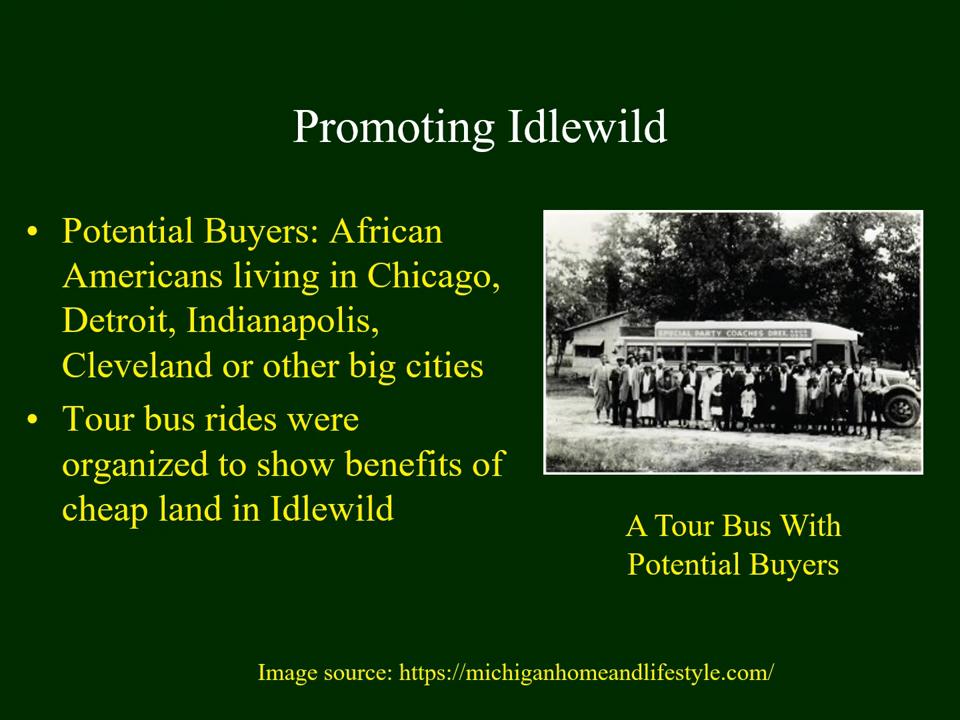 Promoting Idlewild
• Potential Buyers: African
Americans living in Chicago,
Detroit, Indianapolis,
Cleveland or other big cities
• Tour bus rides were
organized to show benefits of
cheap land in Idlewild
SPECIAL PARTY COACHES DREX.
A Tour Bus With
Potential Buyers
Image source: https://michiganhomeandlifestyle.com/